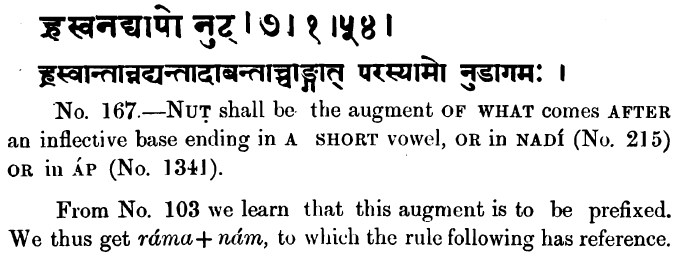 ह्रस्वनद्यापो नुट् । ७ । १ । ५४ ।
ह्रस्वान्तान्नद्यन्तादाबन्ताच्चाङ्गात् परस्यामो नुडागमः ।
No. 167.—NUṬ shall be the augment OF WHAT comes AFTER
an inflective base ending in A SHORT vowel, OR in NADÍ (No. 215)
OR in ÁP (No. 1341).
From No. 103 we learn that this augment is to be prefixed.
We thus get ráma+nám, to which the rule following has reference.